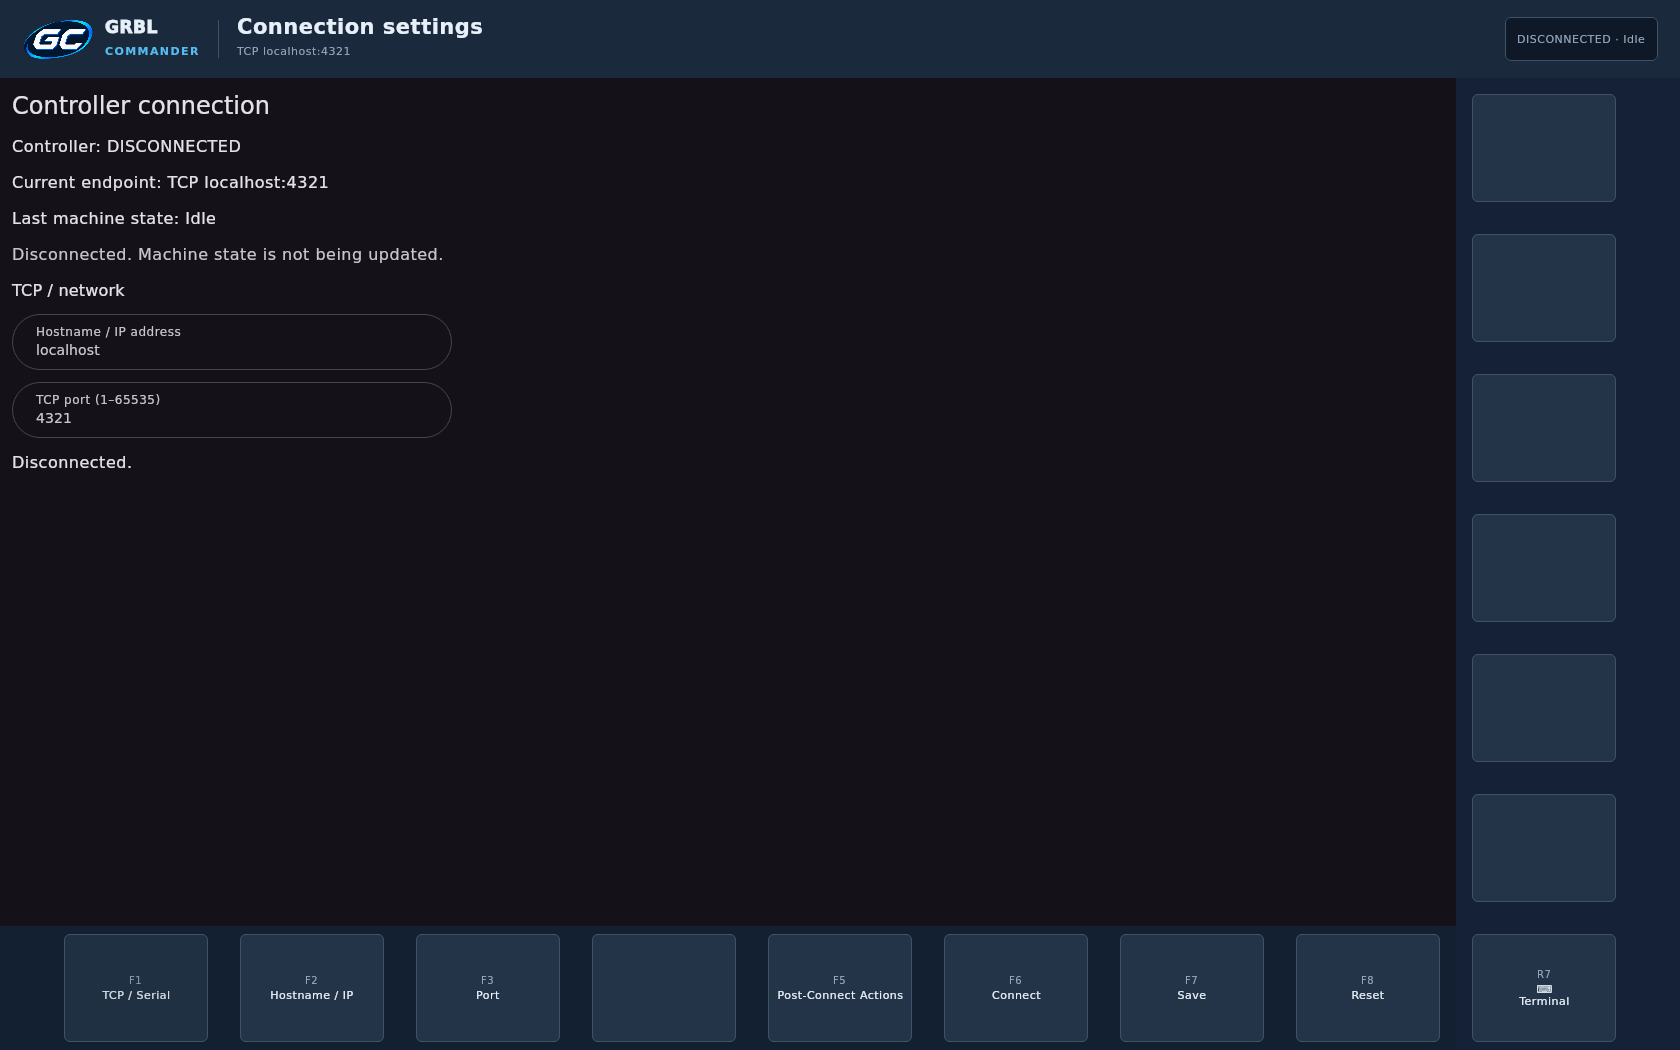 GC
GRBL
COMMANDER
Connection settings
TCP localhost:4321
DISCONNECTED · Idle
Controller connection
Controller: DISCONNECTED
Current endpoint: TCP localhost:4321
Last machine state: Idle
Disconnected. Machine state is not being updated.
TCP / network
Hostname / IP address
localhost
TCP port (1–65535)
4321
Disconnected.
F1
TCP / Serial
F2
Hostname / IP
F3
Port
F5
Post-Connect Actions
F6
Connect
F7
Save
F8
Reset
R7
Terminal